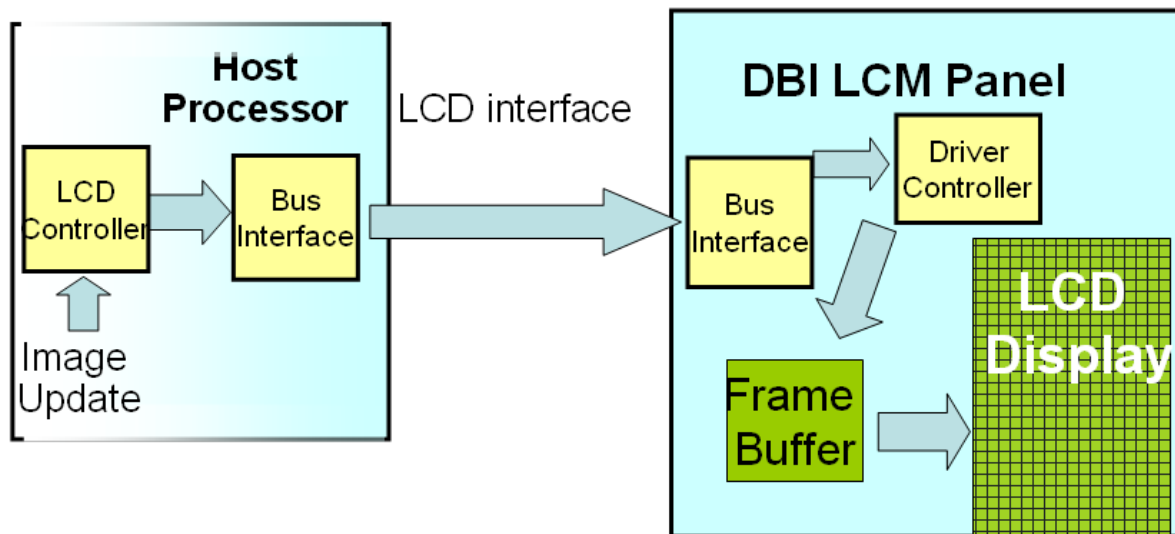 Host
Processor
LCD
Controller
Bus
Interface
Image
Update
LCD interface
DBI LCM Panel
Bus
Interface
Driver
Controller
Frame
Buffer
LCD
Display